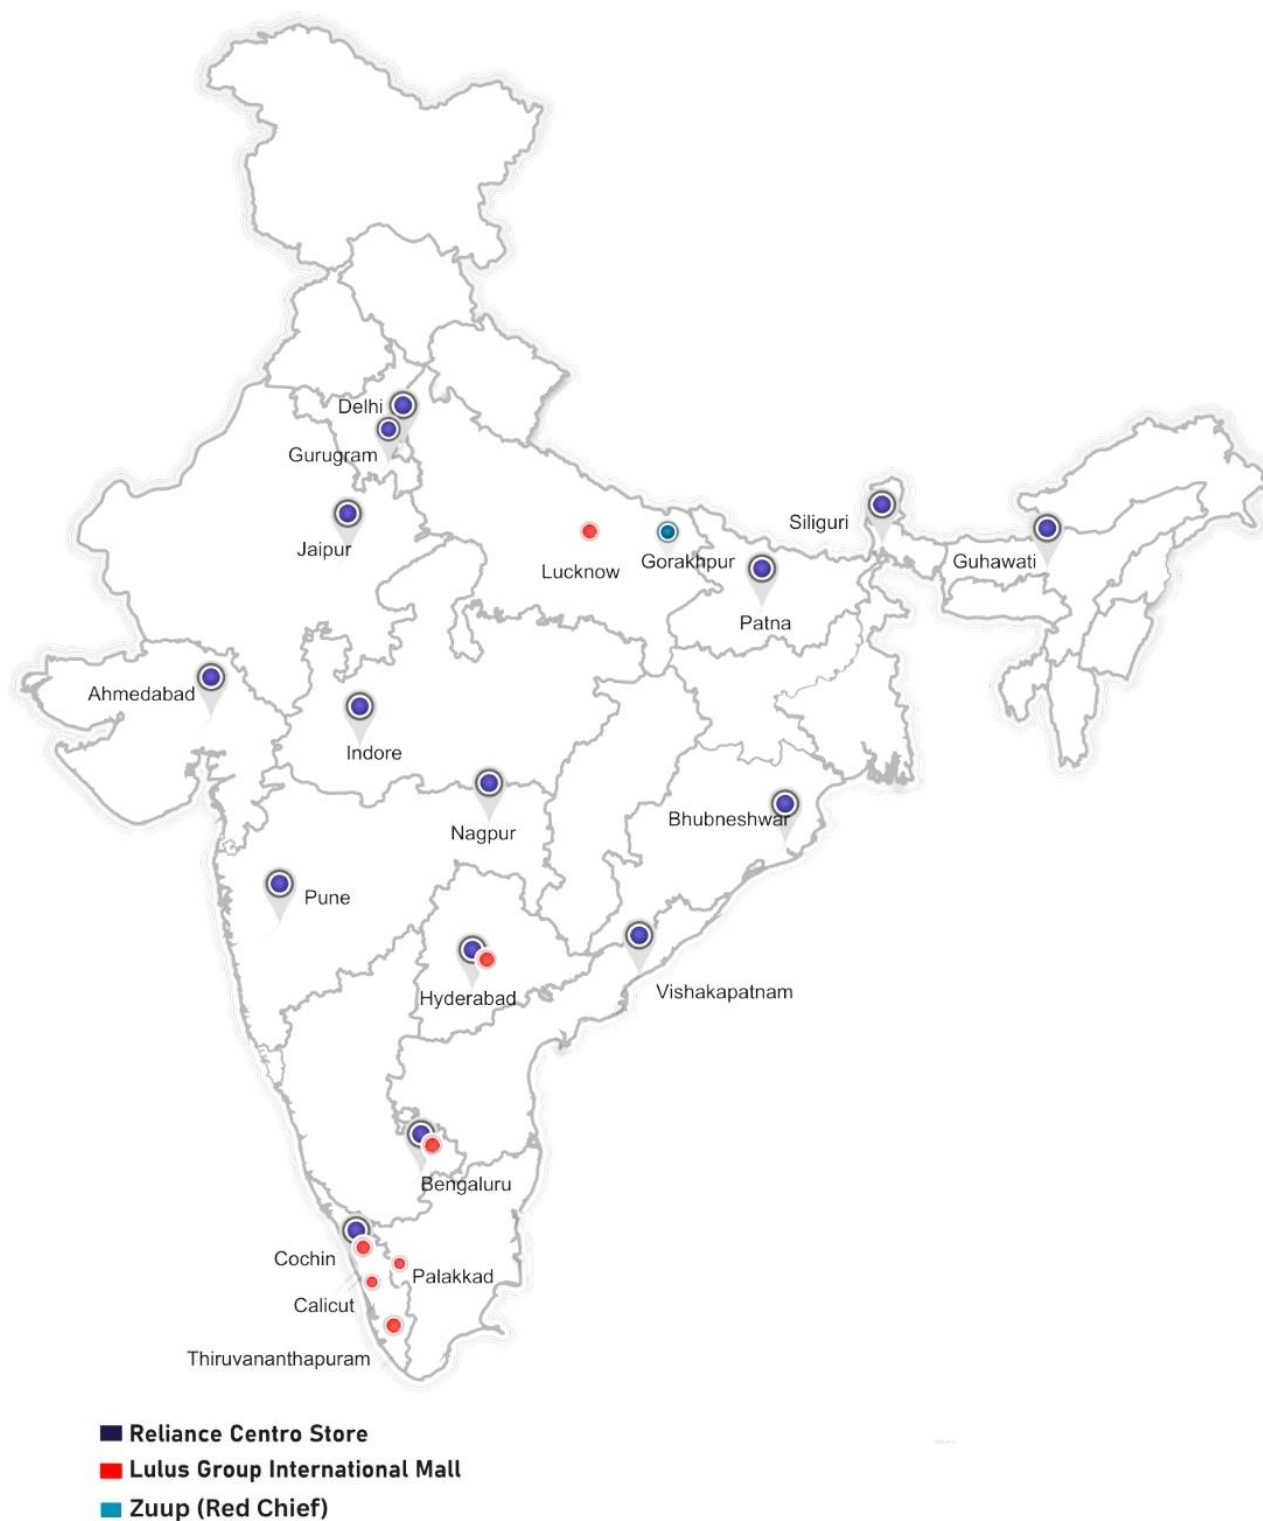 Delhi
Gurugram
Jaipur
Lucknow
Gorakhpur
Siliguri
Guhawati
Patna
Ahmedabad
Indore
Nagpur
Bhubneshwar
Pune
Hyderabad
Vishakapatnam
Bengaluru
Cochin
Palakkad
Calicut
Thiruvananthapuram
Reliance Centro Store
Lulus Group International Mall
Zuup (Red Chief)